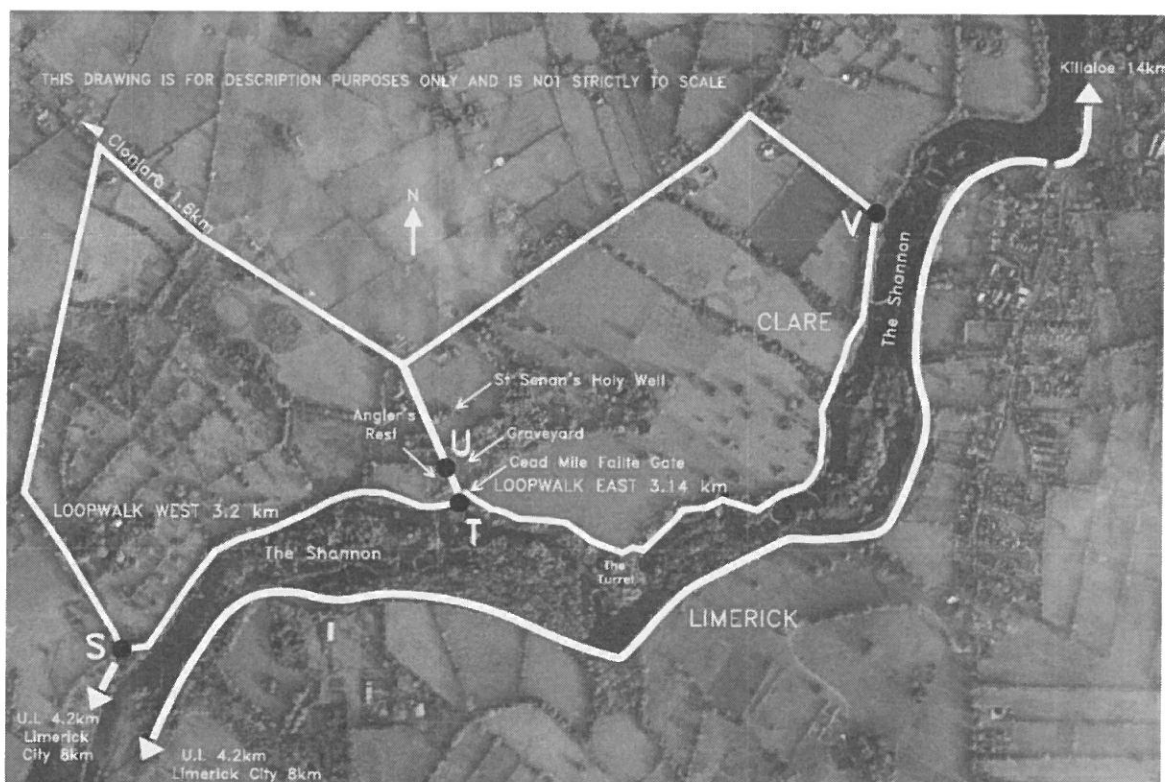 THIS DRAWING IS FOR DESCRIPTION PURPOSES ONLY AND IS NOT STRICTLY TO SCALE
Killaloe 14km
Clonlara 1.6km
N
V
The Shannon
CLARE
St Senan's Holy Well
Angler's
Rest
U
Graveyard
Cead Mile Failte Gate
LOOPWALK EAST 3.14 km
LOOPWALK WEST 3.2 km
T
The Shannon
The
Turret
LIMERICK
S
U.L 4.2km
Limerick
City 8km
U.L 4.2km
Limerick City 8km